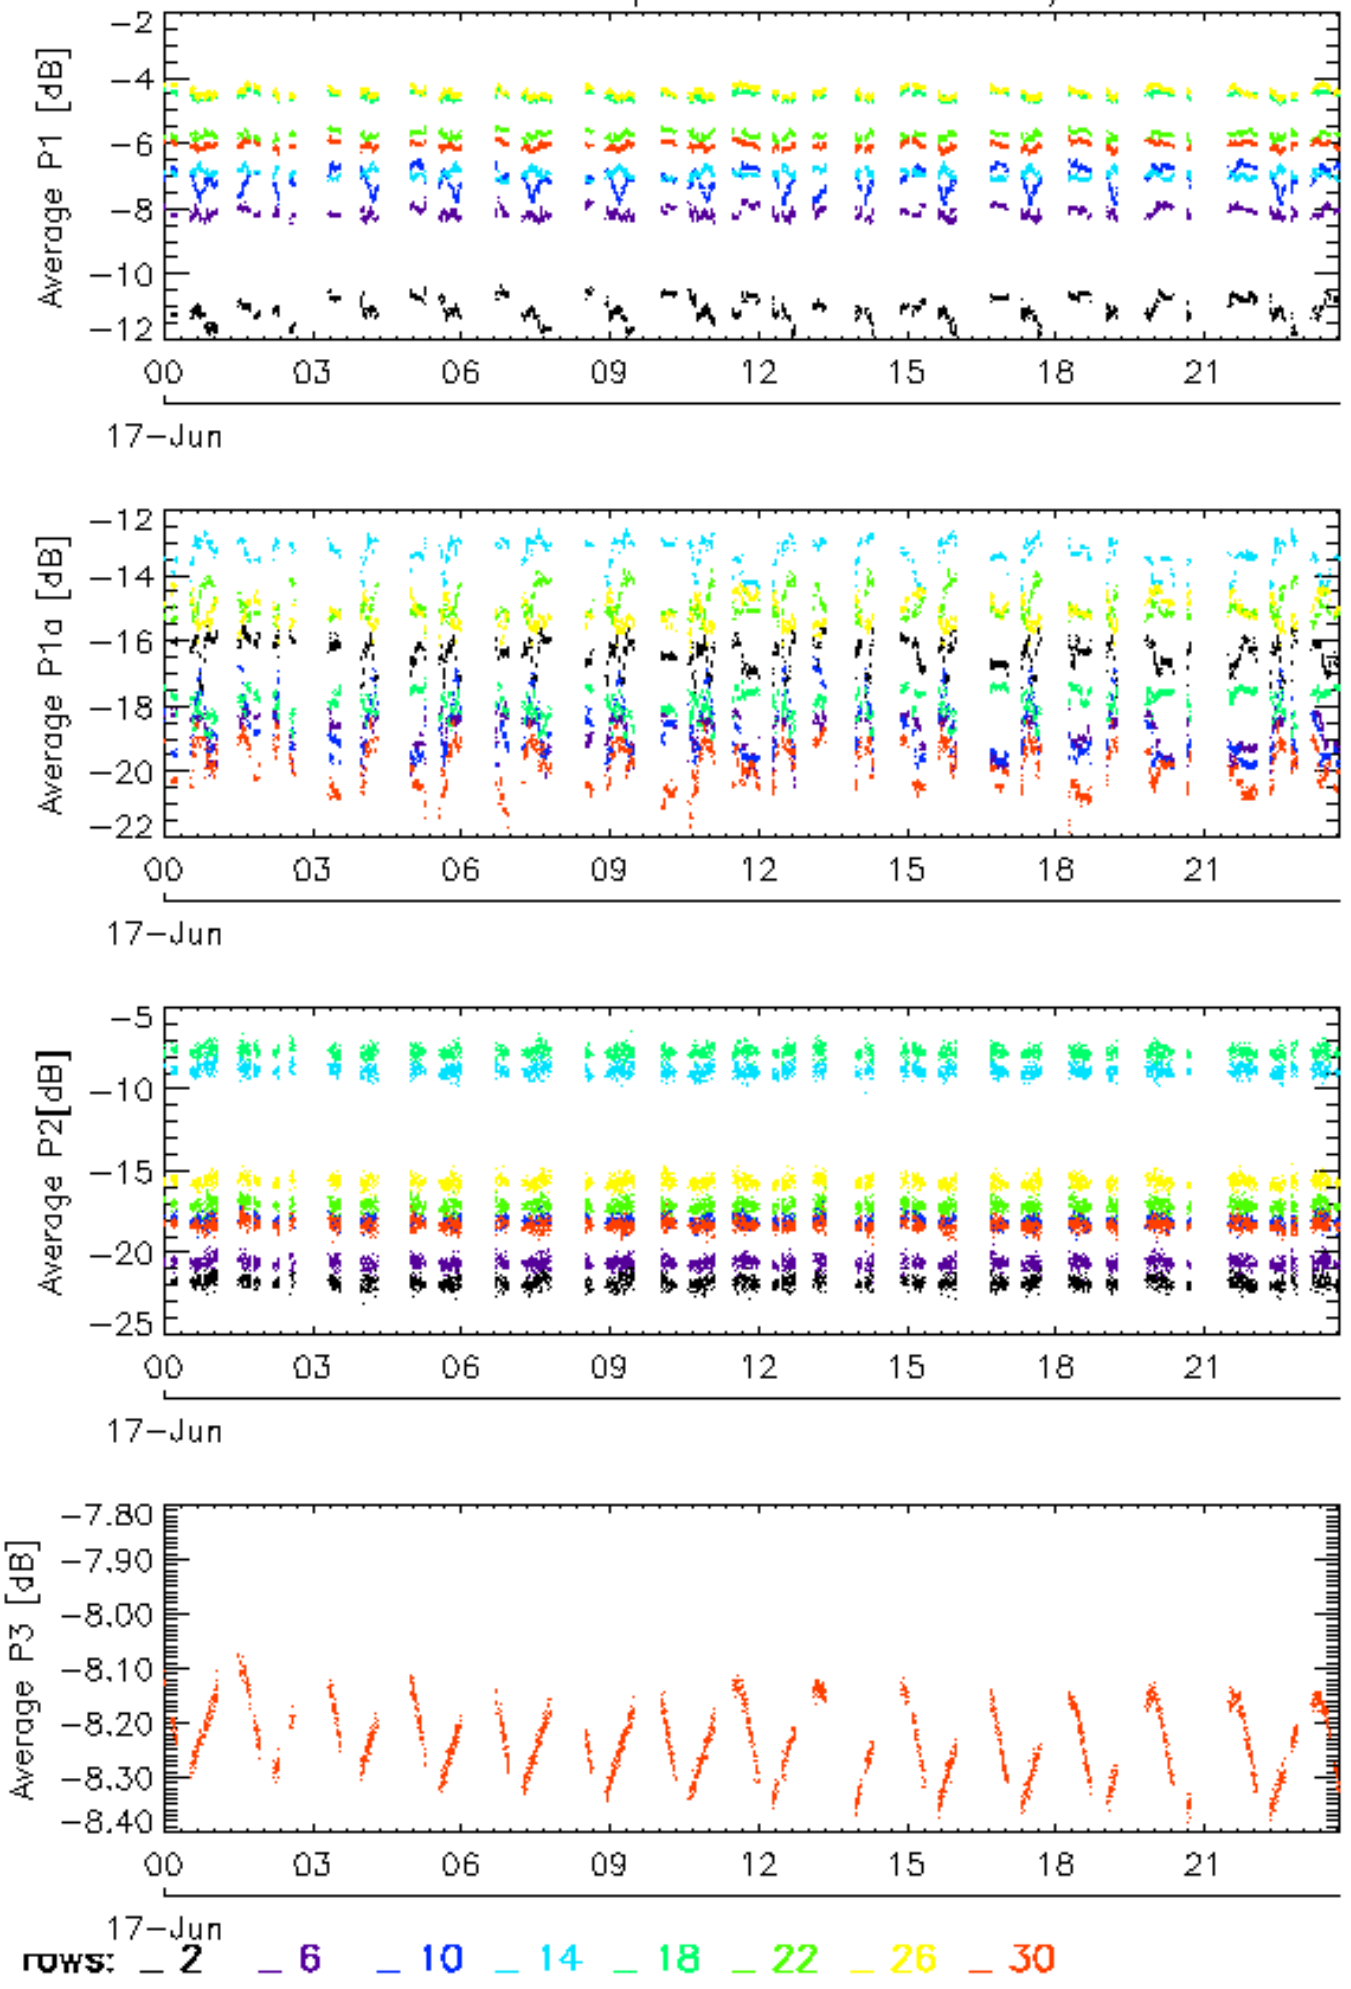 -2
-4
-6
-8
-10
-12
Average P1 [dB]
00 03 06 09 12 15 18 21
17-Jun
-12
-14
-16
-18
-20
-22
Average P1a [dB]
00 03 06 09 12 15 18 21
17-Jun
-5
-10
-15
-20
-25
Average P2[dB]
00 03 06 09 12 15 18 21
17-Jun
-7.80
-7.90
-8.00
-8.10
-8.20
-8.30
-8.40
Average P3 [dB]
00 03 06 09 12 15 18 21
17-Jun
rows: _ 2 _ 6 _ 10 _ 14 _ 18 _ 22 _ 26 _ 30